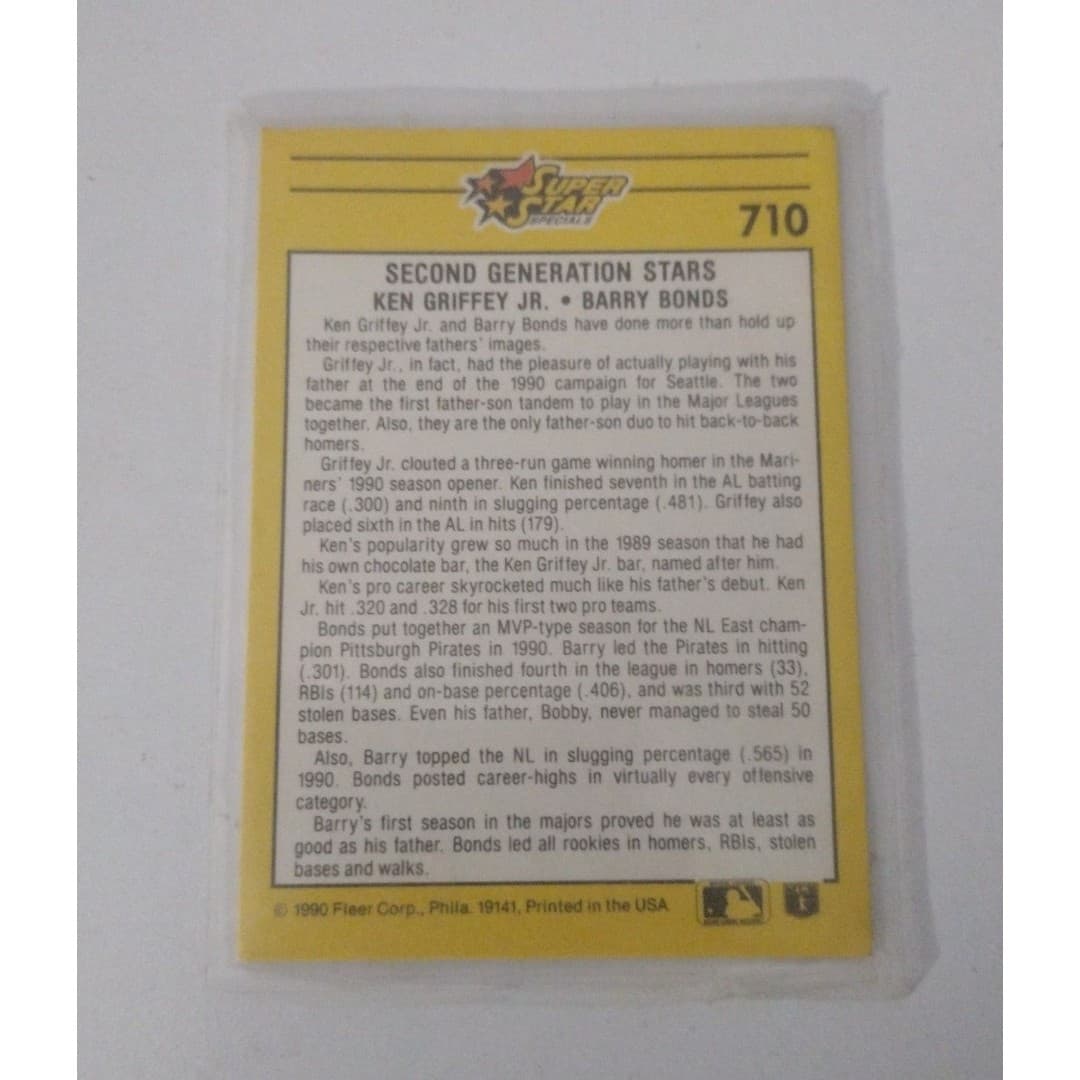 SUPER
STAR
SPECIALS
710
SECOND GENERATION STARS
KEN GRIFFEY JR. • BARRY BONDS
Ken Griffey Jr. and Barry Bonds have done more than hold up
their respective fathers' images.
Griffey Jr., in fact, had the pleasure of actually playing with his
father at the end of the 1990 campaign for Seattle. The two
became the first father-son tandem to play in the Major Leagues
together. Also, they are the only father-son duo to hit back-to-back
homers.
Griffey Jr. clouted a three-run game winning homer in the Mari-
ners' 1990 season opener. Ken finished seventh in the AL batting
race (.300) and ninth in slugging percentage (.481). Griffey also
placed sixth in the AL in hits (179).
Ken's popularity grew so much in the 1989 season that he had
his own chocolate bar, the Ken Griffey Jr. bar, named after him.
Ken's pro career skyrocketed much like his father's debut. Ken
Jr. hit .320 and .328 for his first two pro teams.
Bonds put together an MVP-type season for the NL East cham-
pion Pittsburgh Pirates in 1990. Barry led the Pirates in hitting
(.301). Bonds also finished fourth in the league in homers (33),
RBIs (114) and on-base percentage (.406), and was third with 52
stolen bases. Even his father, Bobby, never managed to steal 50
bases.
Also, Barry topped the NL in slugging percentage (.565) in
1990. Bonds posted career-highs in virtually every offensive
category.
Barry's first season in the majors proved he was at least as
good as his father. Bonds led all rookies in homers, RBIs, stolen
bases and walks.
© 1990 Fleer Corp., Phila. 19141, Printed in the USA